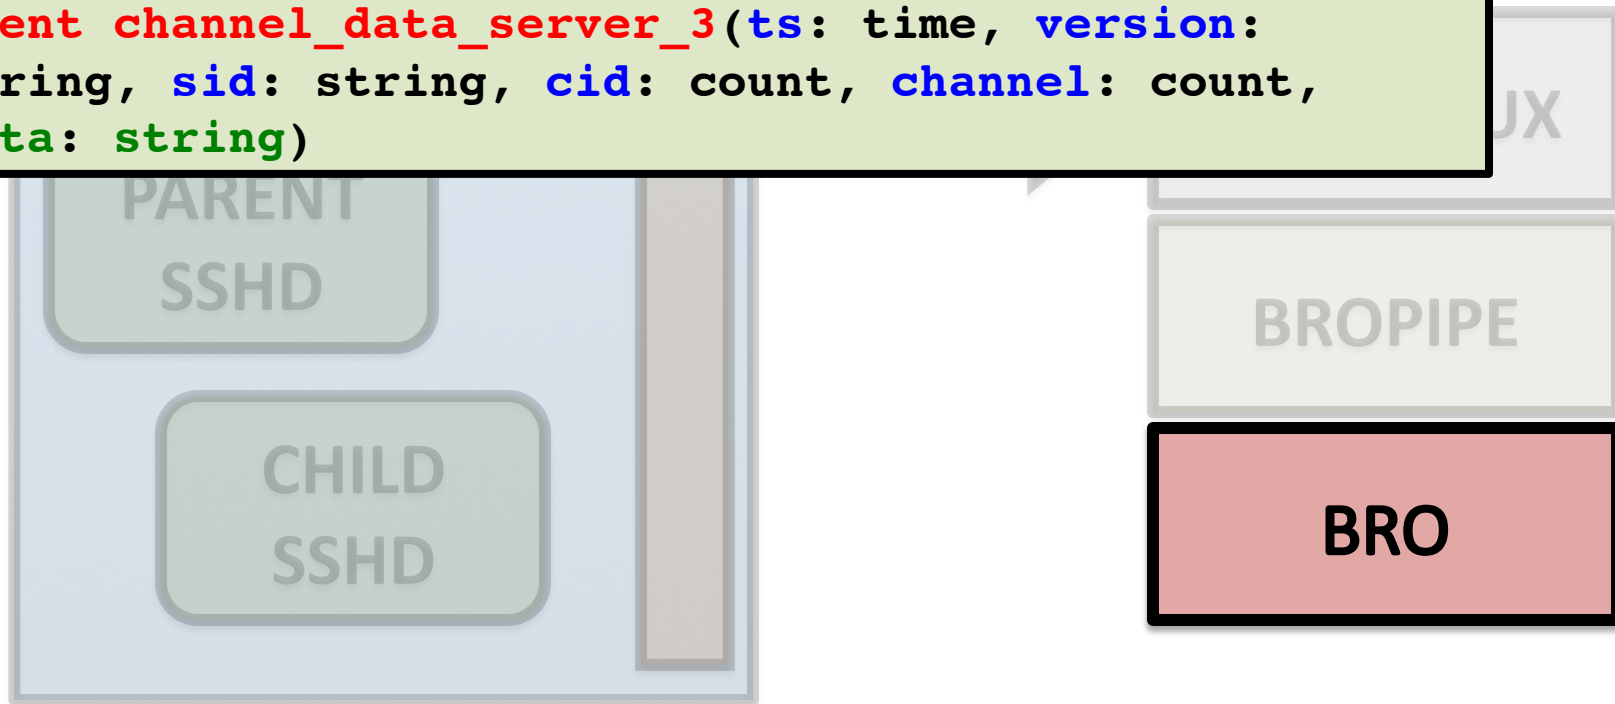 ent channel_data_server_3(ts: time, version:
ring, sid: string, cid: count, channel: count,
ta: string)
UX
PARENT
SSHD
BROPIPE
CHILD
SSHD
BRO